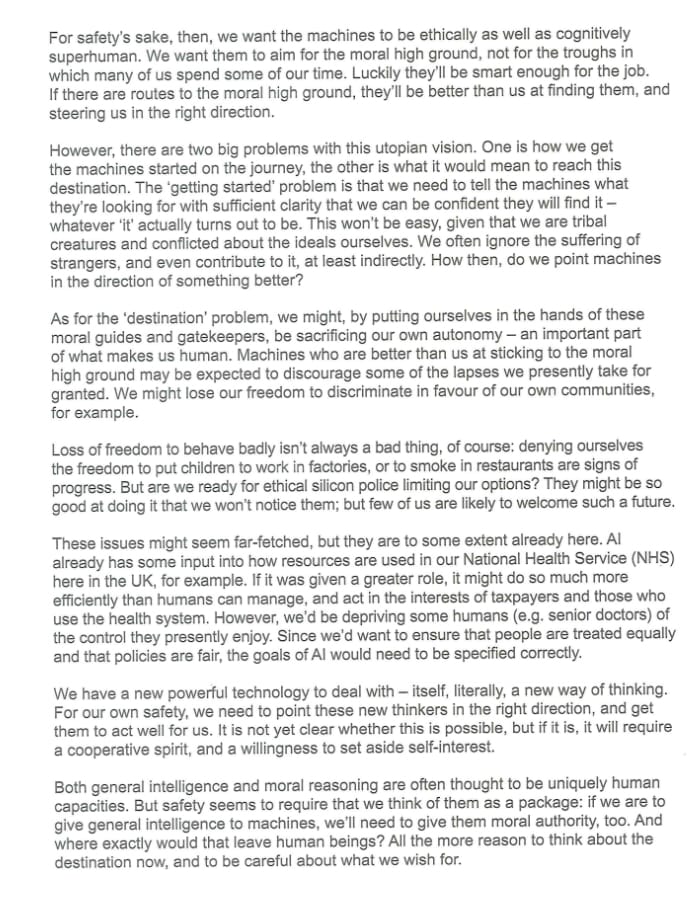 For safety's sake, then, we want the machines to be ethically as well as cognitively
superhuman. We want them to aim for the moral high ground, not for the troughs in
which many of us spend some of our time. Luckily they'll be smart enough for the job.
If there are routes to the moral high ground, they'll be better than us at finding them, and
steering us in the right direction.
However, there are two big problems with this utopian vision. One is how we get
the machines started on the journey, the other is what it would mean to reach this
destination. The 'getting started' problem is that we need to tell the machines what
they're looking for with sufficient clarity that we can be confident they will find it –
whatever 'it' actually turns out to be. This won't be easy, given that we are tribal
creatures and conflicted about the ideals ourselves. We often ignore the suffering of
strangers, and even contribute to it, at least indirectly. How then, do we point machines
in the direction of something better?
As for the 'destination' problem, we might, by putting ourselves in the hands of these
moral guides and gatekeepers, be sacrificing our own autonomy – an important part
of what makes us human. Machines who are better than us at sticking to the moral
high ground may be expected to discourage some of the lapses we presently take for
granted. We might lose our freedom to discriminate in favour of our own communities,
for example.
Loss of freedom to behave badly isn't always a bad thing, of course: denying ourselves
the freedom to put children to work in factories, or to smoke in restaurants are signs of
progress. But are we ready for ethical silicon police limiting our options? They might be so
good at doing it that we won't notice them; but few of us are likely to welcome such a future.
These issues might seem far-fetched, but they are to some extent already here. AI
already has some input into how resources are used in our National Health Service (NHS)
here in the UK, for example. If it was given a greater role, it might do so much more
efficiently than humans can manage, and act in the interests of taxpayers and those who
use the health system. However, we'd be depriving some humans (e.g. senior doctors) of
the control they presently enjoy. Since we'd want to ensure that people are treated equally
and that policies are fair, the goals of AI would need to be specified correctly.
We have a new powerful technology to deal with – itself, literally, a new way of thinking.
For our own safety, we need to point these new thinkers in the right direction, and get
them to act well for us. It is not yet clear whether this is possible, but if it is, it will require
a cooperative spirit, and a willingness to set aside self-interest.
Both general intelligence and moral reasoning are often thought to be uniquely human
capacities. But safety seems to require that we think of them as a package: if we are to
give general intelligence to machines, we'll need to give them moral authority, too. And
where exactly would that leave human beings? All the more reason to think about the
destination now, and to be careful about what we wish for.